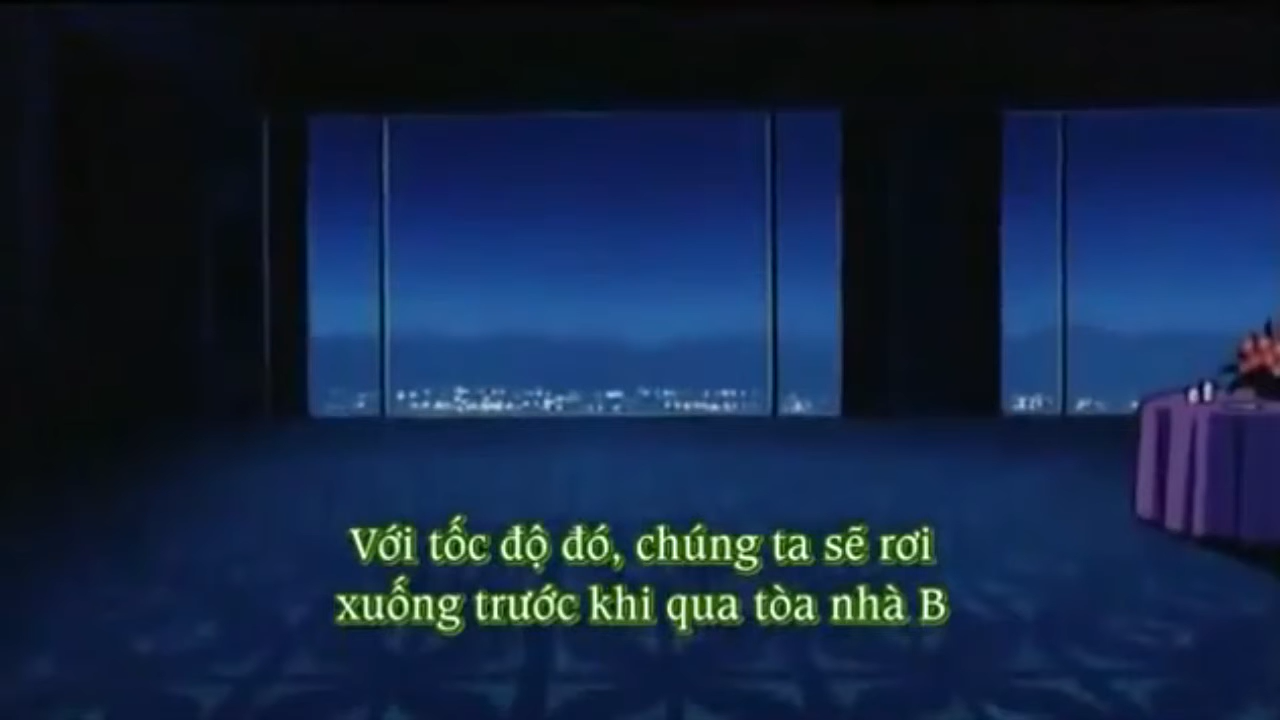 Với tốc độ đó, chúng ta sẽ rơi
xuống trước khi qua tòa nhà B